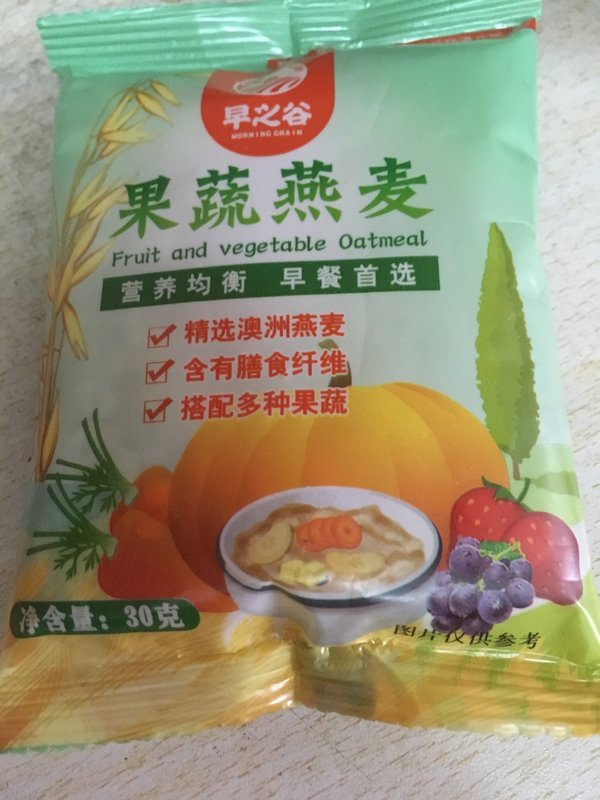 早之谷
MORNING GRAIN
果蔬燕麦
Fruit and vegetable Oatmeal
营养均衡 早餐首选
精选澳洲燕麦
含有膳食纤维
搭配多种果蔬
净含量：30克
图片仅供参考